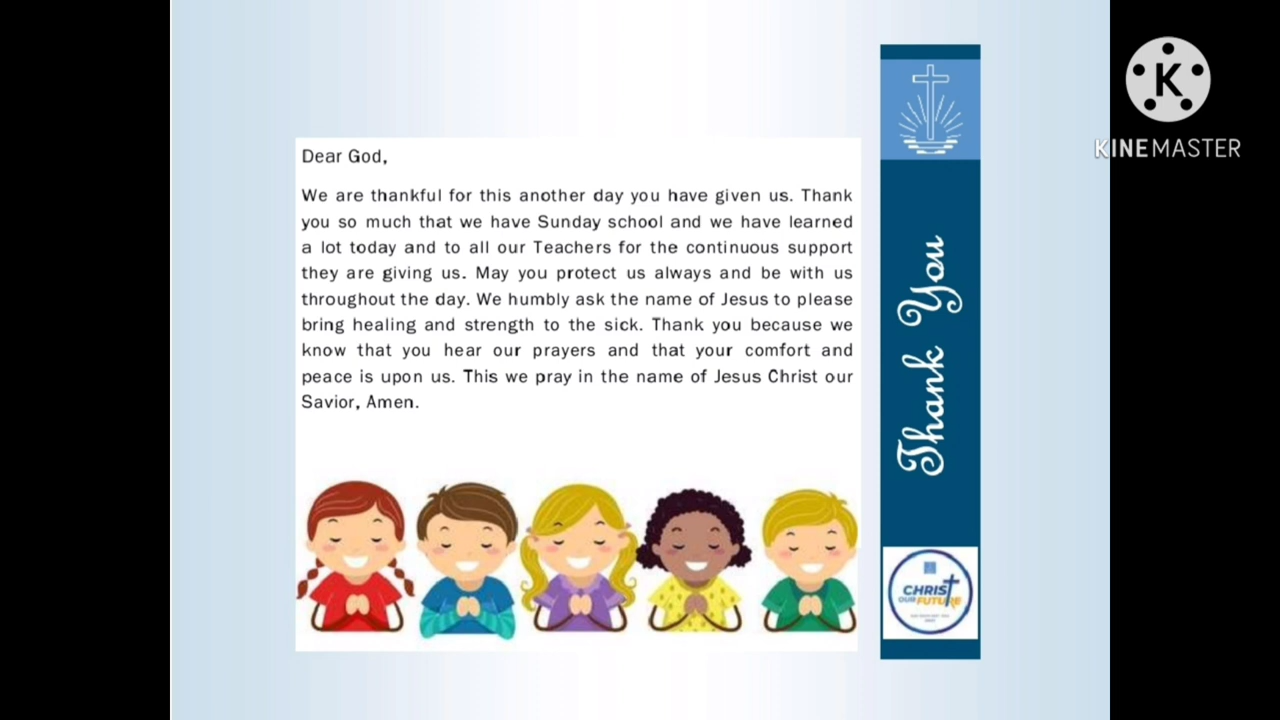 Dear God,
We are thankful for this another day you have given us. Thank
you so much that we have Sunday school and we have learned
a lot today and to all our Teachers for the continuous support
they are giving us. May you protect us always and be with us
throughout the day. We humbly ask the name of Jesus to please
bring healing and strength to the sick. Thank you because we
know that you hear our prayers and that your comfort and
peace is upon us. This we pray in the name of Jesus Christ our
Savior, Amen.
Thank You
CHRIST
OUR FUTURE
K
KINEMASTER